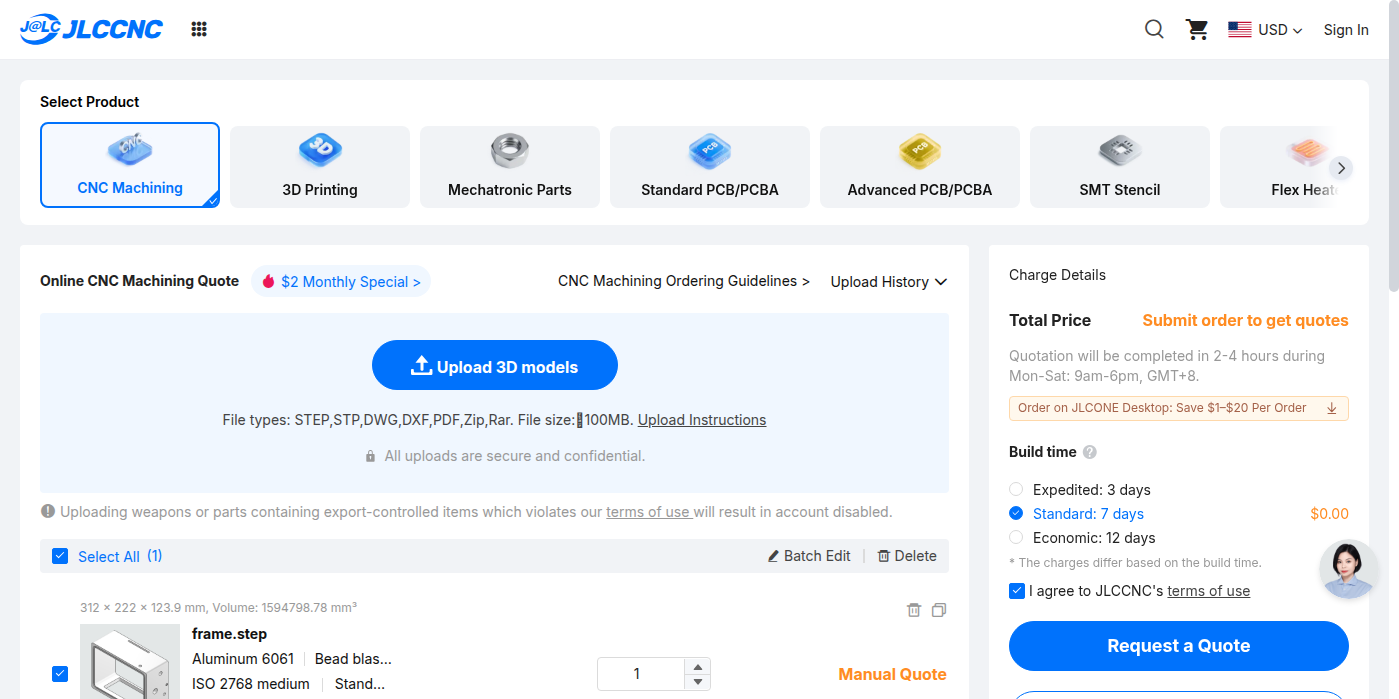 J@LC JLCCNC
USD
Sign In
Select Product
CNC
CNC Machining
3D
3D Printing
Mechatronic Parts
PCB
Standard PCB/PCBA
PCB
Advanced PCB/PCBA
SMT Stencil
Flex Heate
Online CNC Machining Quote
$2 Monthly Special >
CNC Machining Ordering Guidelines >
Upload History
Upload 3D models
File types: STEP,STP,DWG,DXF,PDF,Zip,Rar. File size: 100MB. Upload Instructions
All uploads are secure and confidential.
Uploading weapons or parts containing export-controlled items which violates our terms of use will result in account disabled.
Select All (1)
Batch Edit
Delete
312 × 222 × 123.9 mm, Volume: 1594798.78 mm³
frame.step
Aluminum 6061
Bead blas...
ISO 2768 medium
Stand...
1
Manual Quote
Charge Details
Total Price
Submit order to get quotes
Quotation will be completed in 2-4 hours during
Mon-Sat: 9am-6pm, GMT+8.
Order on JLCONE Desktop: Save $1–$20 Per Order
Build time ?
Expedited: 3 days
Standard: 7 days
$0.00
Economic: 12 days
* The charges differ based on the build time.
I agree to JLCCNC's terms of use
Request a Quote